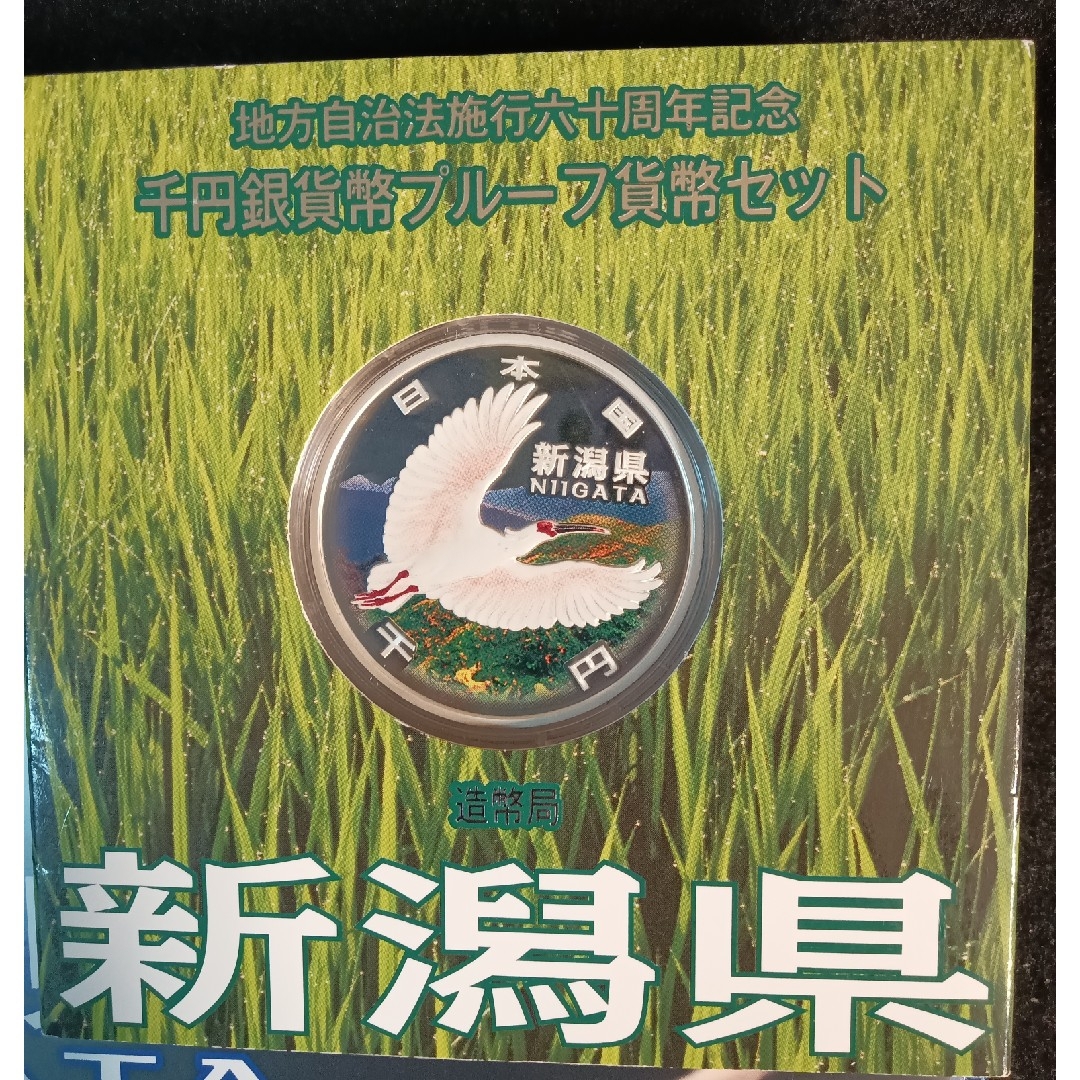 地方自治法施行六十周年記念
千円銀貨幣プルーフ貨幣セット
日本国
新潟県
NIIGATA
千円
造幣局
新潟県
TA